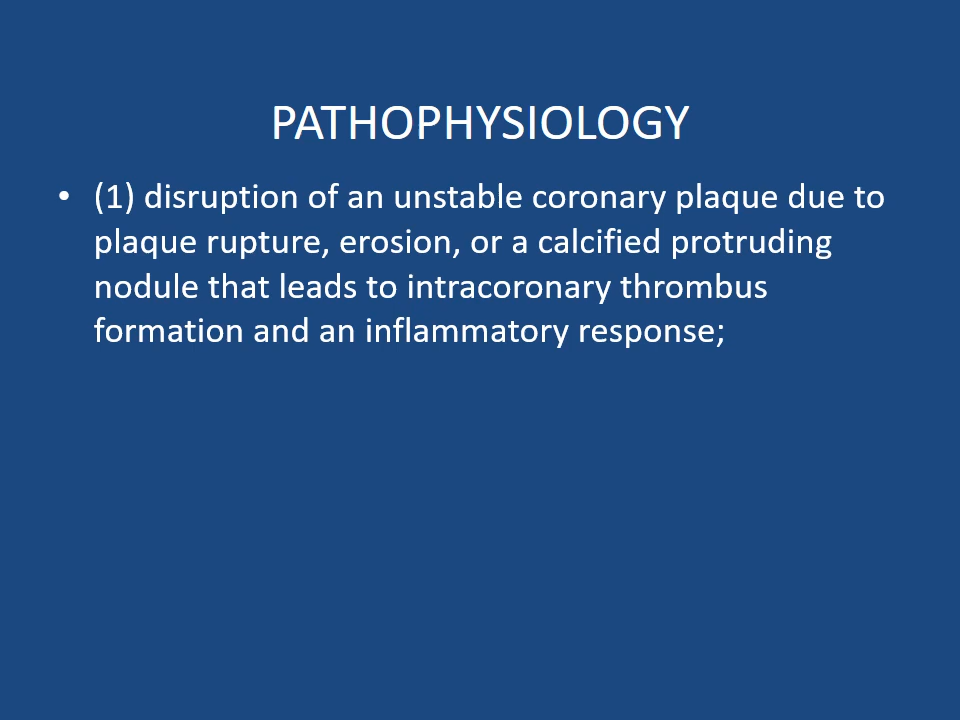 PATHOPHYSIOLOGY
• (1) disruption of an unstable coronary plaque due to
plaque rupture, erosion, or a calcified protruding
nodule that leads to intracoronary thrombus
formation and an inflammatory response;